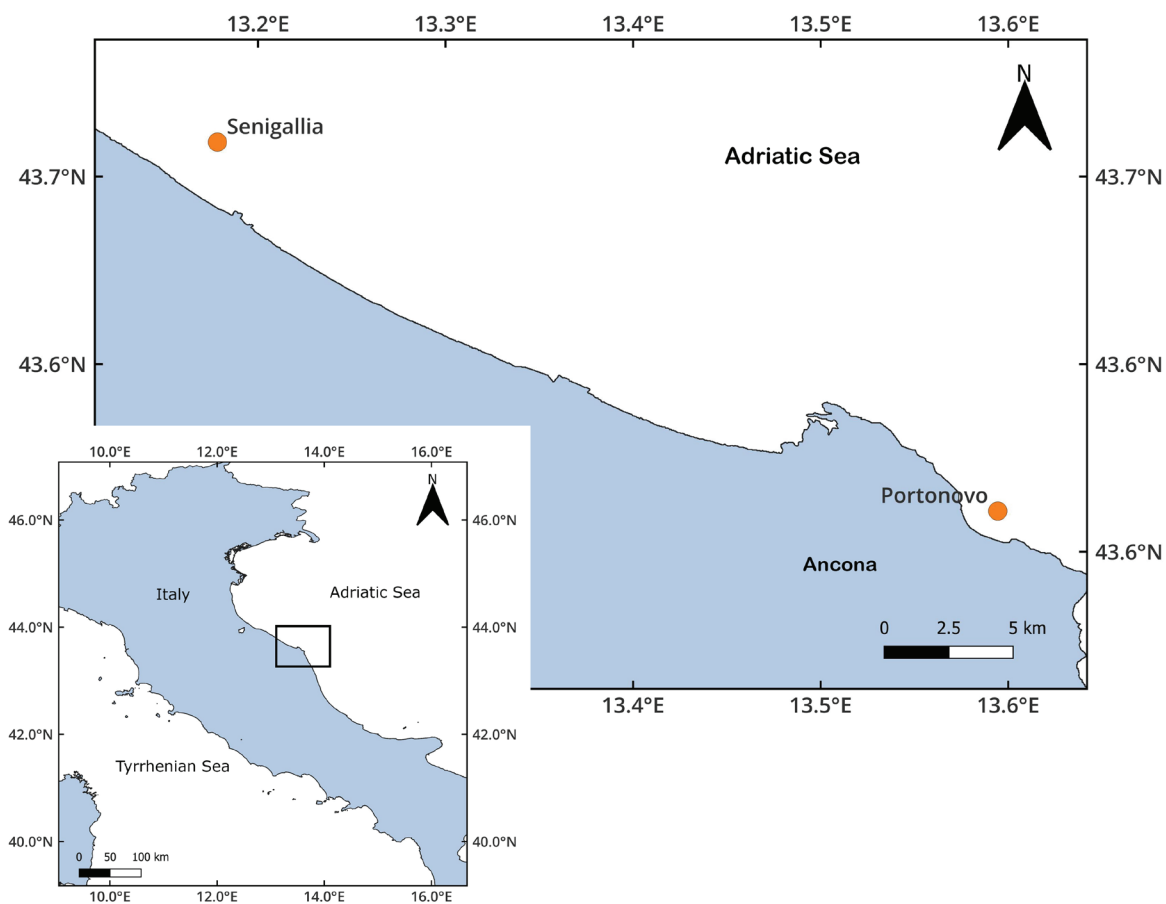 13.2°E 13.3°E 13.4°E 13.5°E 13.6°E
N
Senigallia
Adriatic Sea
43.7°N 43.7°N
43.6°N 43.6°N
Portonovo
43.6°N
Ancona
0 2.5 5 km
13.4°E 13.5°E 13.6°E
10.0°E 12.0°E 14.0°E 16.0°E
N
46.0°N 46.0°N
Italy
Adriatic Sea
44.0°N 44.0°N
42.0°N 42.0°N
Tyrrhenian Sea
40.0°N 40.0°N
0 50 100 km
10.0°E 12.0°E 14.0°E 16.0°E